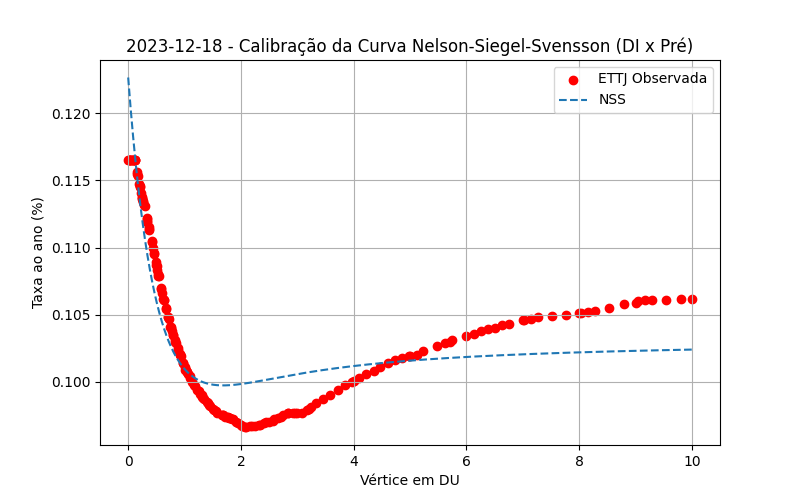 2023-12-18 - Calibração da Curva Nelson-Siegel-Svensson (DI x Pré)
ETTJ Observada
NSS
0.120
0.115
0.110
0.105
0.100
Taxa ao ano (%)
0 2 4 6 8 10
Vértice em DU